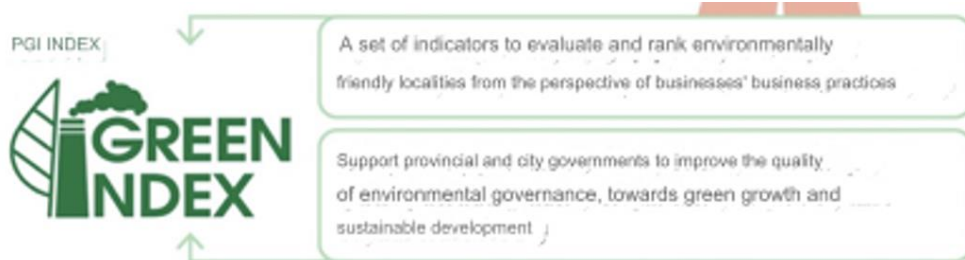 PGI INDEX
GREEN
INDEX
A set of indicators to evaluate and rank environmentally
friendly localities from the perspective of businesses' business practices
Support provincial and city governments to improve the quality
of environmental governance, towards green growth and
sustainable development